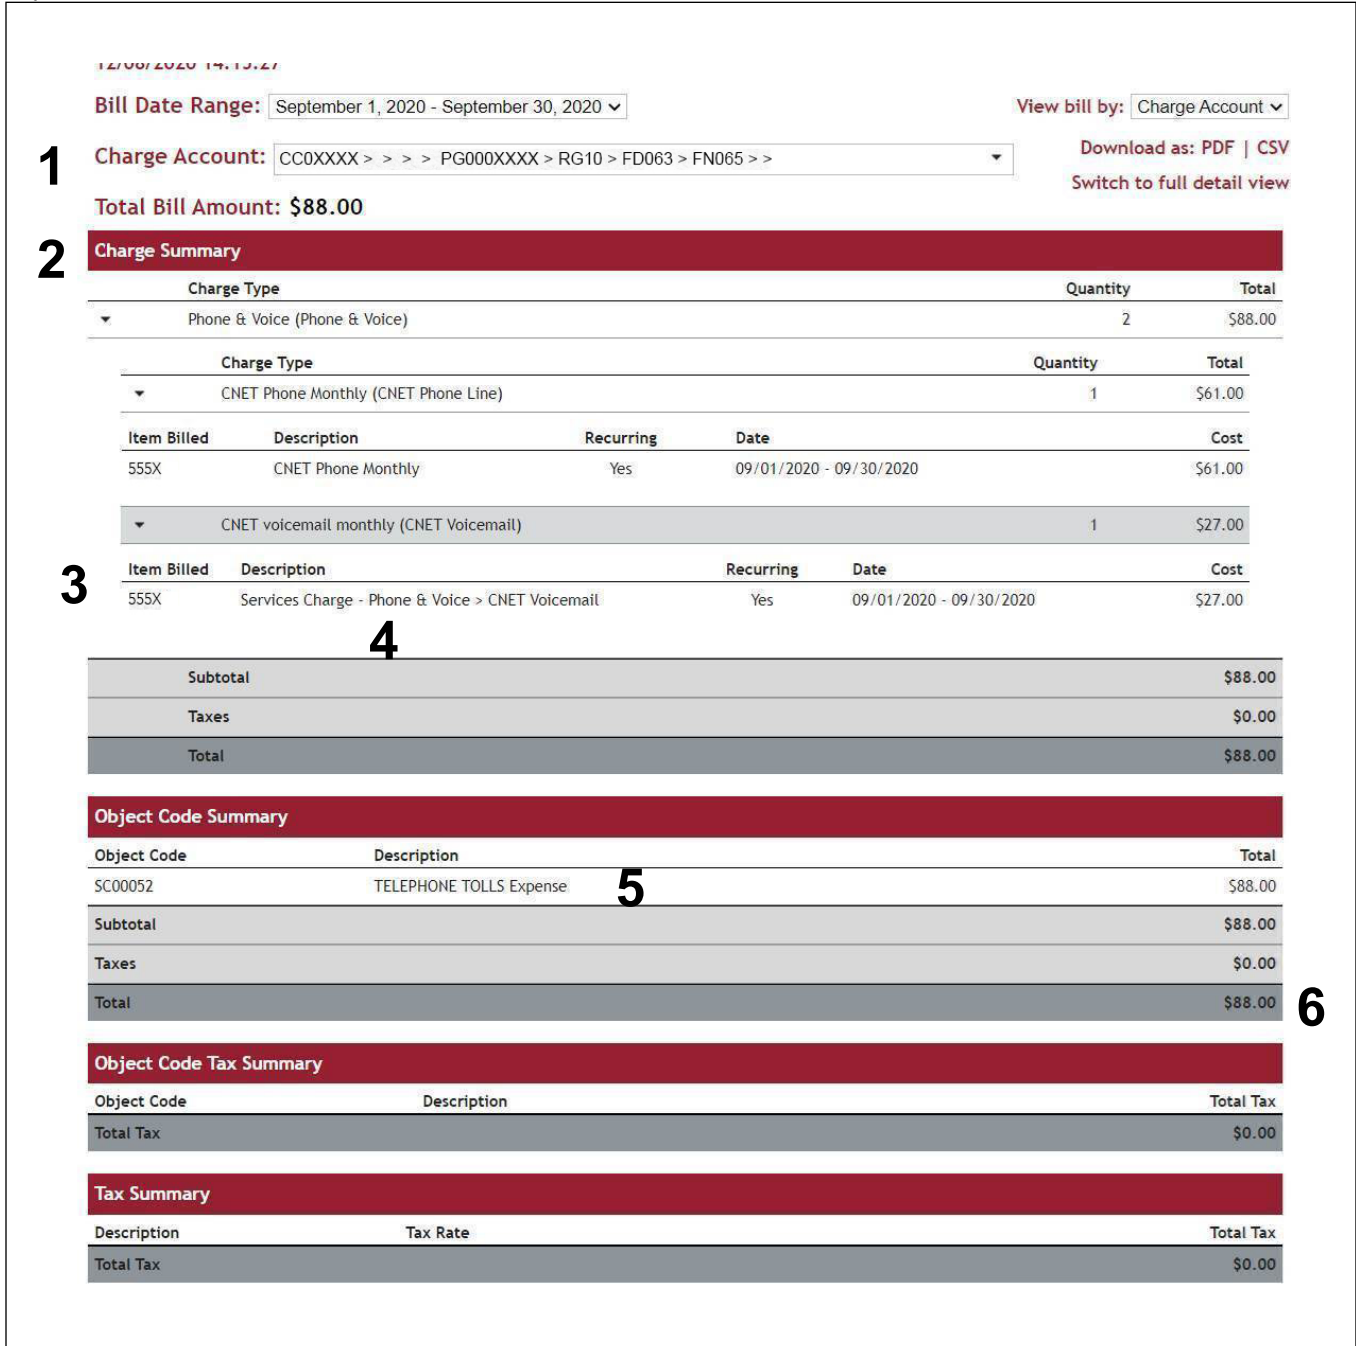 12/08/2020 14:15:27
Bill Date Range: September 1, 2020 - September 30, 2020 View bill by: Charge Account
1 Charge Account: CC0XXXX > > > > PG000XXXX > RG10 > FD063 > FN065 > > Download as: PDF | CSV
Switch to full detail view
Total Bill Amount: $88.00
2 Charge Summary
Charge Type Quantity Total
Phone & Voice (Phone & Voice) 2 $88.00
Charge Type Quantity Total
CNET Phone Monthly (CNET Phone Line) 1 $61.00
Item Billed Description Recurring Date Cost
555X CNET Phone Monthly Yes 09/01/2020 - 09/30/2020 $61.00
CNET voicemail monthly (CNET Voicemail) 1 $27.00
Item Billed Description Recurring Date Cost
3 555X Services Charge - Phone & Voice > CNET Voicemail Yes 09/01/2020 - 09/30/2020 $27.00
4
Subtotal $88.00
Taxes $0.00
Total $88.00
Object Code Summary
Object Code Description Total
SC00052 TELEPHONE TOLLS Expense 5 $88.00
Subtotal $88.00
Taxes $0.00
Total $88.00 6
Object Code Tax Summary
Object Code Description Total Tax
Total Tax $0.00
Tax Summary
Description Tax Rate Total Tax
Total Tax $0.00